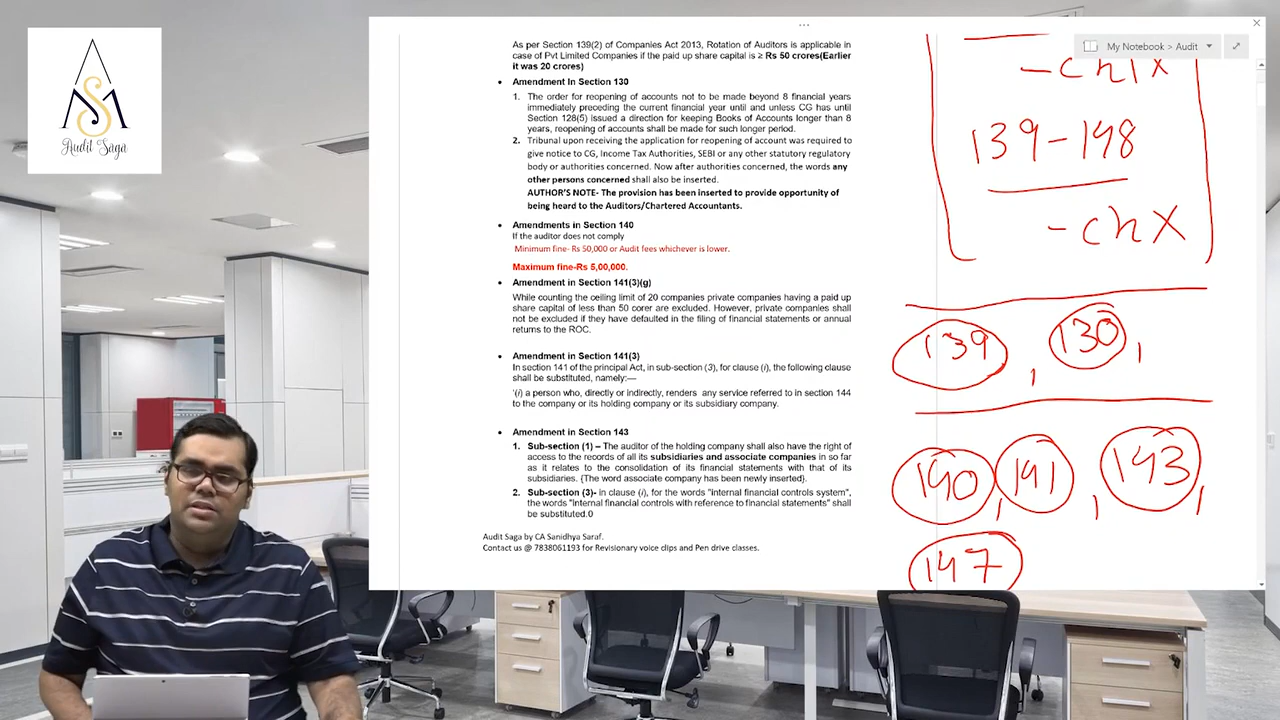 Audit Saga
...
My Notebook > Audit
As per Section 139(2) of Companies Act 2013, Rotation of Auditors is applicable in
case of Pvt Limited Companies if the paid up share capital is ≥ Rs 50 crores(Earlier
it was 20 crores)
• Amendment In Section 130
1. The order for reopening of accounts not to be made beyond 8 financial years
immediately preceding the current financial year until and unless CG has until
Section 128(5) issued a direction for keeping Books of Accounts longer than 8
years, reopening of accounts shall be made for such longer period.
2. Tribunal upon receiving the application for reopening of account was required to
give notice to CG, Income Tax Authorities, SEBI or any other statutory regulatory
body or authorities concerned. Now after authorities concerned, the words any
other persons concerned shall also be inserted.
AUTHOR'S NOTE- The provision has been inserted to provide opportunity of
being heard to the Auditors/Chartered Accountants.
• Amendments in Section 140
If the auditor does not comply
Minimum fine- Rs 50,000 or Audit fees whichever is lower.
Maximum fine-Rs 5,00,000.
• Amendment in Section 141(3)(g)
While counting the ceiling limit of 20 companies private companies having a paid up
share capital of less than 50 corer are excluded. However, private companies shall
not be excluded if they have defaulted in the filing of financial statements or annual
returns to the ROC.
• Amendment in Section 141(3)
In section 141 of the principal Act, in sub-section (3), for clause (i), the following clause
shall be substituted, namely:—
'(i) a person who, directly or indirectly, renders any service referred to in section 144
to the company or its holding company or its subsidiary company.
• Amendment in Section 143
1. Sub-section (1) – The auditor of the holding company shall also have the right of
access to the records of all its subsidiaries and associate companies in so far
as it relates to the consolidation of its financial statements with that of its
subsidiaries. {The word associate company has been newly inserted}.
2. Sub-section (3)- in clause (i), for the words "internal financial controls system",
the words "internal financial controls with reference to financial statements" shall
be substituted.0
Audit Saga by CA Sanidhya Saraf.
Contact us @ 7838061193 for Revisionary voice clips and Pen drive classes.
139-148
- Ch X
139, 130,
140, 141, 143,
147